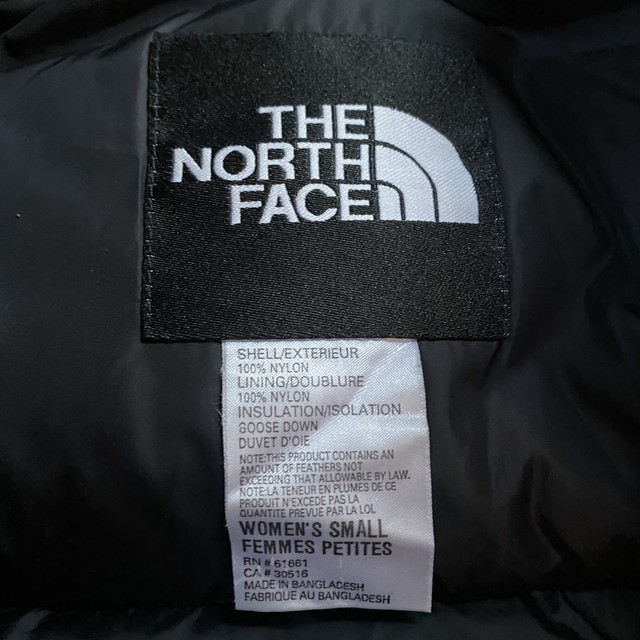 THE
NORTH
FACE
SHELL/EXTERIEUR
100% NYLON
LINING/DOUBLURE
100% NYLON
INSULATION/ISOLATION
GOOSE DOWN
DUVET D'OIE
NOTE:THIS PRODUCT CONTAINS AN
AMOUNT OF FEATHERS NOT
EXCEEDING THAT ALLOWABLE BY LAW.
NOTA:LA TENEUR EN PLUMES DE CE
PRODUIT N'EXCEDE PAS LA
QUANTITE PREVUE PAR LA LOI.
WOMEN'S SMALL
FEMMES PETITES
RN # 61661
CA # 30516
MADE IN BANGLADESH
FABRIQUE AU BANGLADESH